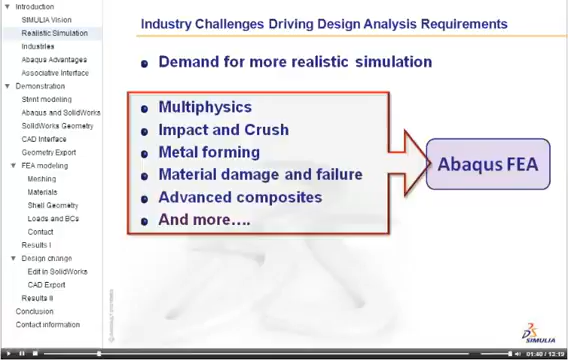 Introduction
SIMULIA Vision
Realistic Simulation
Industries
Abaqus Advantages
Associative Interface
Demonstration
Strut modeling
Abaqus and SolidWorks
SolidWorks Geometry
CAD Interface
Geometry Export
FEA modeling
Meshing
Materials
Shell Geometry
Loads and BCs
Contact
Results I
Design change
Edit in SolidWorks
CAD Export
Results II
Conclusion
Contact information
Industry Challenges Driving Design Analysis Requirements
Demand for more realistic simulation
Multiphysics
Impact and Crush
Metal forming
Material damage and failure
Advanced composites
And more....
Abaqus FEA
SIMULIA
01:40 / 13:19